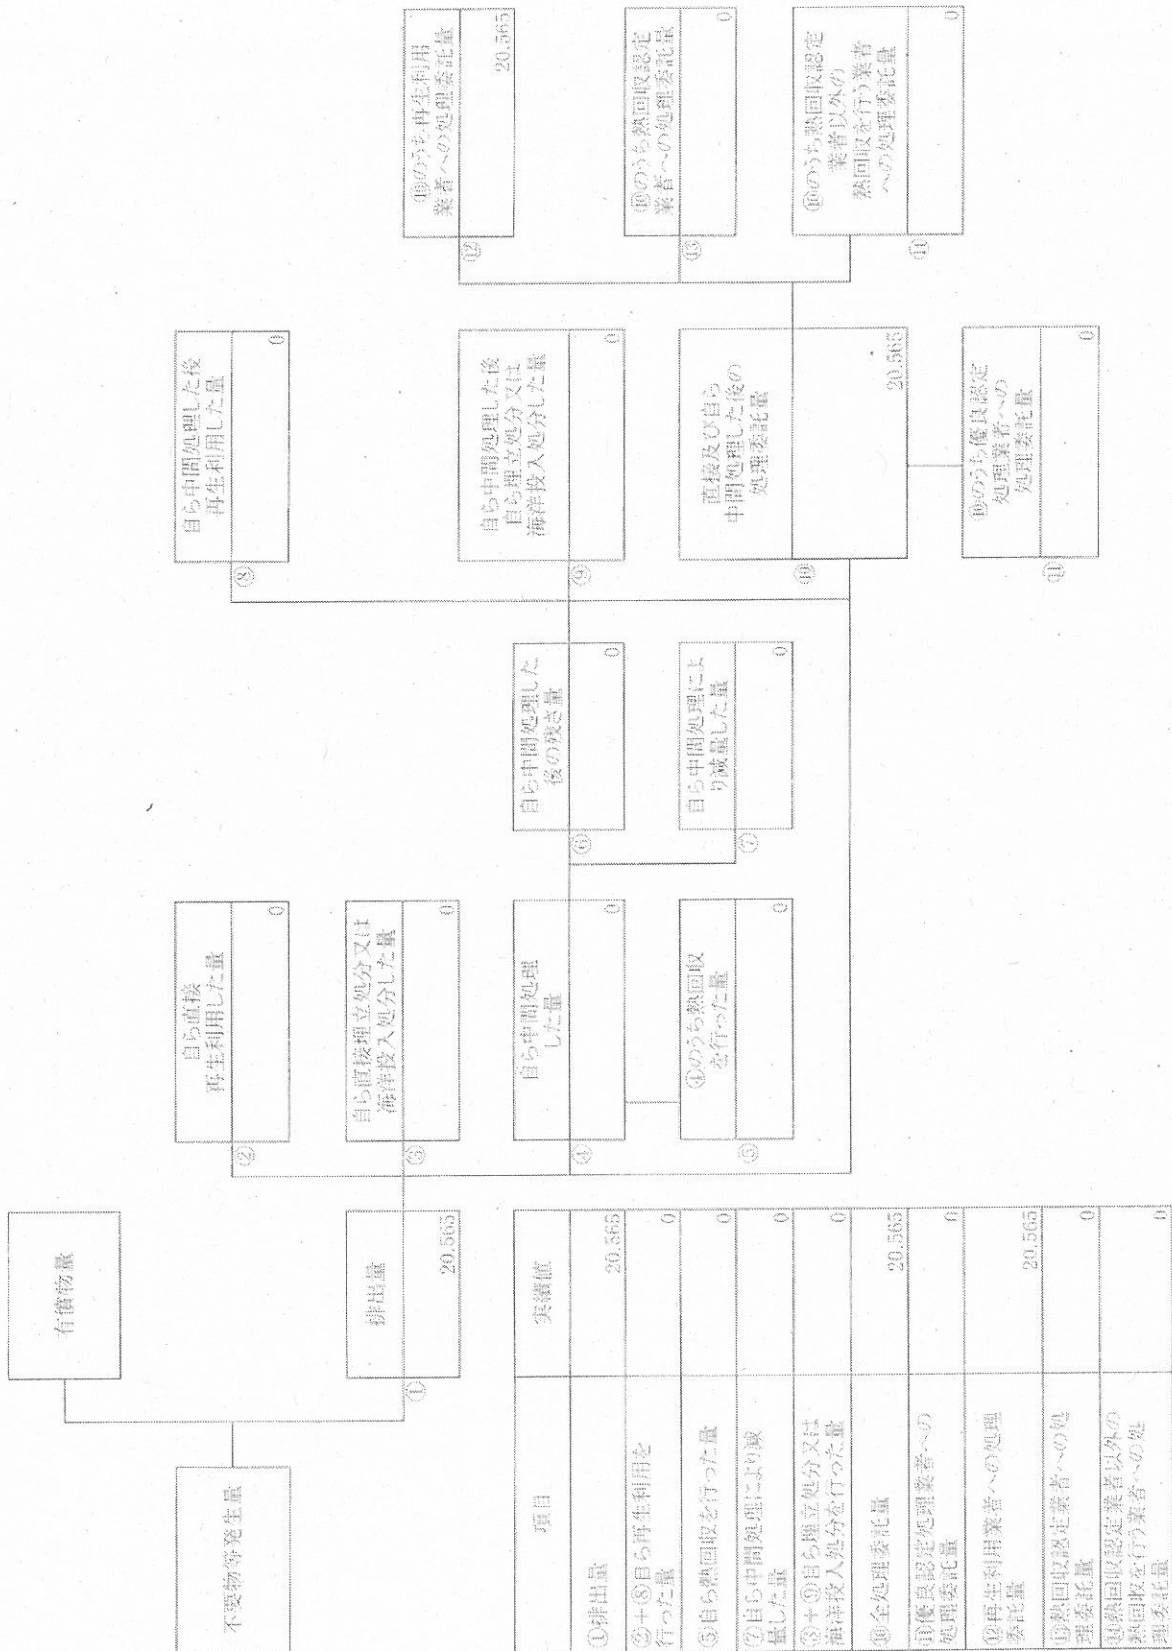 不要物等発生量
有償物量
①
排出量
20.565
②
自ら直接
再生利用した量
0
③
自ら直接埋立処分又は
海洋投入処分した量
0
④
自ら中間処理
した量
0
⑤
④のうち熱回収
を行った量
0
⑥
自ら中間処理した
後の残さ量
0
⑦
自ら中間処理によ
り減量した量
0
⑧
自ら中間処理した後
再生利用した量
0
⑨
自ら中間処理した後
自ら埋立処分又は
海洋投入処分した量
0
⑩
直接及び自ら
中間処理した後の
処理委託量
20.565
⑪
⑩のうち優良認定
処理業者への
処理委託量
0
⑫
⑩のうち再生利用
業者への処理委託量
20.565
⑬
⑩のうち熱回収認定
業者への処理委託量
0
⑭
⑩のうち熱回収認定
業者以外の
熱回収を行う業者
への処理委託量
0
項目
実績値
①排出量
20.565
②+⑧自ら再生利用を
行った量
0
⑤自ら熱回収を行った量
0
⑦自ら中間処理により減
量した量
0
③+⑨自ら埋立処分又は
海洋投入処分を行った量
0
⑩全処理委託量
20.565
⑪優良認定処理業者への
処理委託量
0
⑫再生利用業者への処理
委託量
20.565
⑬熱回収認定業者への処
理委託量
0
⑭熱回収認定業者以外の
熱回収を行う業者への処
理委託量
0